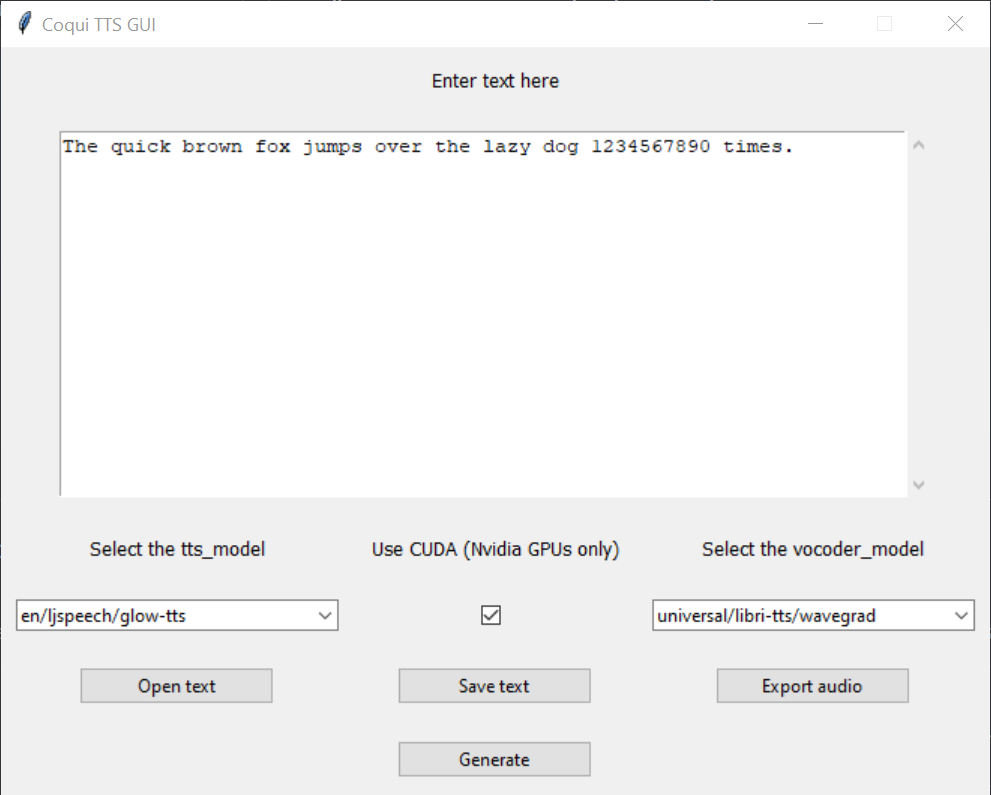 Coqui TTS GUI
Enter text here
The quick brown fox jumps over the lazy dog 1234567890 times.
Select the tts_model
Use CUDA (Nvidia GPUs only)
Select the vocoder_model
en/ljspeech/glow-tts
universal/libri-tts/wavegrad
Open text
Save text
Export audio
Generate